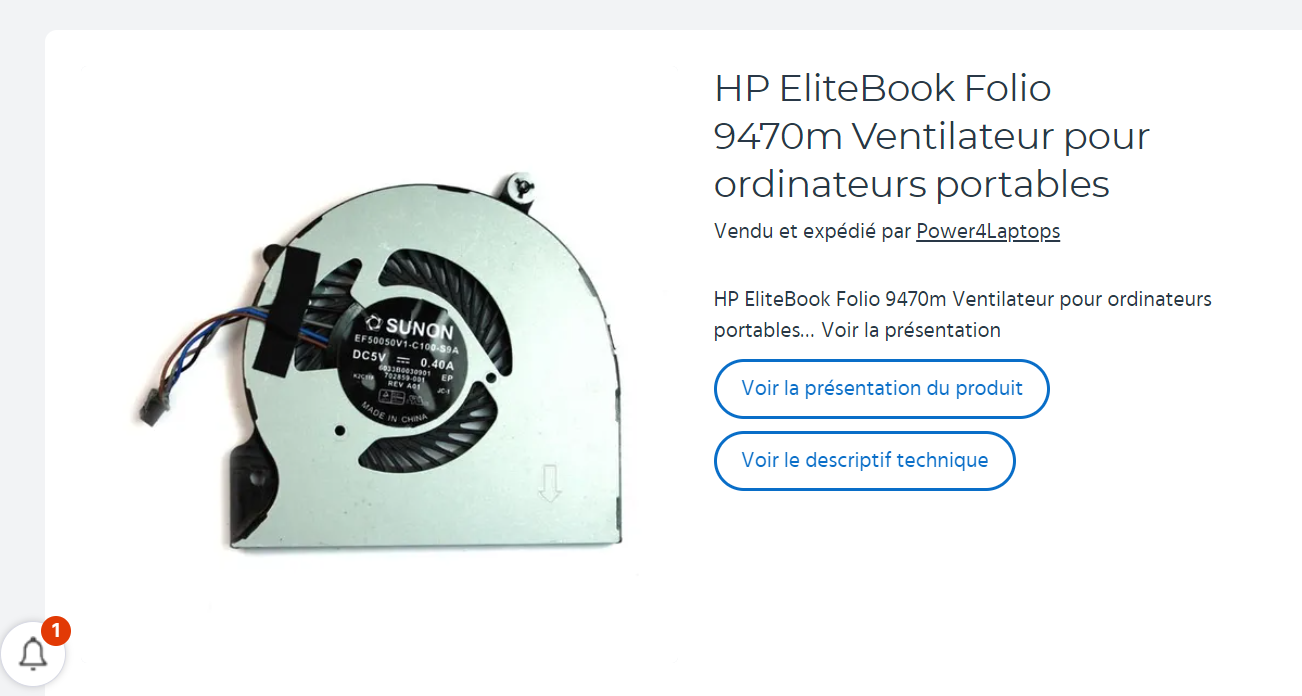 HP EliteBook Folio
9470m Ventilateur pour
ordinateurs portables
Vendu et expédié par Power4Laptops
HP EliteBook Folio 9470m Ventilateur pour ordinateurs
portables... Voir la présentation
Voir la présentation du produit
Voir le descriptif technique
SUNON
EF50050V1-C100-S9A
DC5V 0.40A
6033B0030901 EP
702859-001
REV A01 JC-1
MADE IN CHINA
1